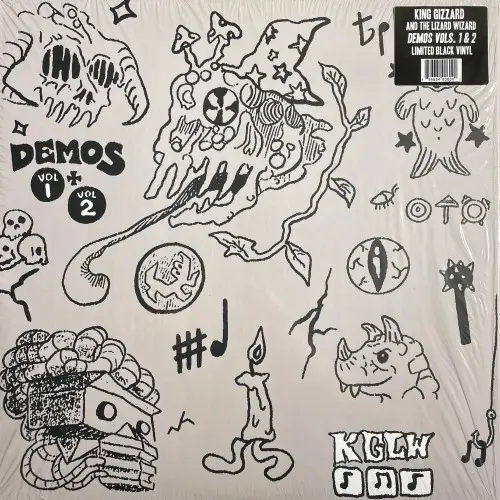 KING GIZZARD
AND THE LIZARD WIZARD
DEMOS VOLS. 1 & 2
LIMITED BLACK VINYL
DEMOS
VOL
1
+
VOL
2
KGLW